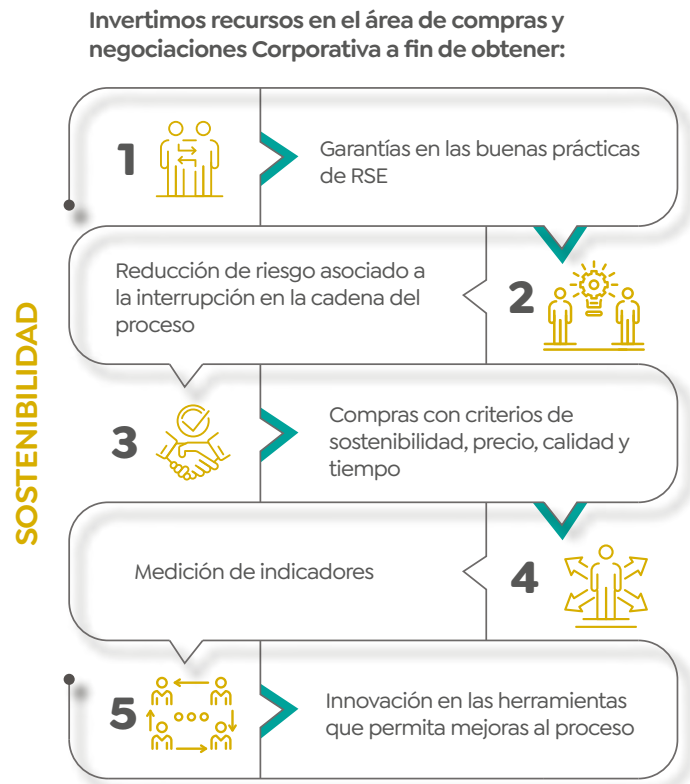 Invertimos recursos en el área de compras y
negociaciones Corporativa a fin de obtener:
SOSTENIBILIDAD
1
Garantías en las buenas prácticas
de RSE
2
Reducción de riesgo asociado a
la interrupción en la cadena del
proceso
3
Compras con criterios de
sostenibilidad, precio, calidad y
tiempo
4
Medición de indicadores
5
Innovación en las herramientas
que permita mejoras al proceso